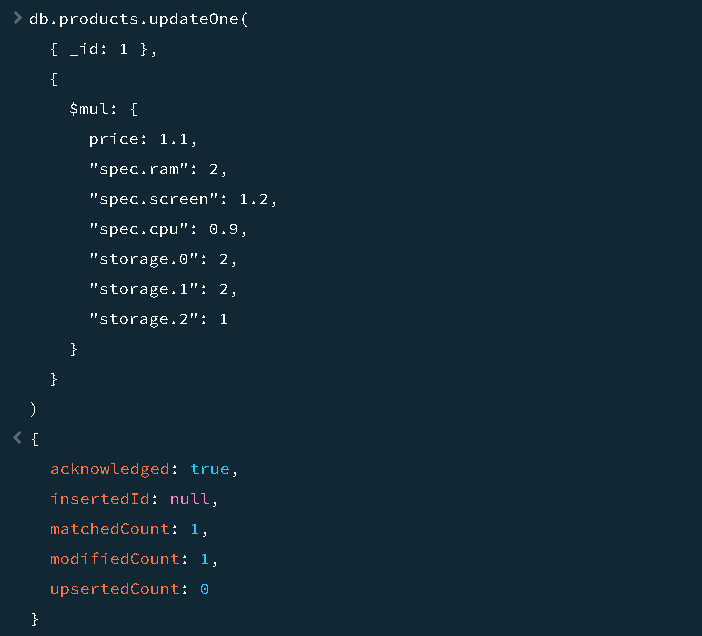 > db.products.updateOne(
{ _id: 1 },
{
$mul: {
price: 1.1,
"spec.ram": 2,
"spec.screen": 1.2,
"spec.cpu": 0.9,
"storage.0": 2,
"storage.1": 2,
"storage.2": 1
}
}
)
< {
acknowledged: true,
insertedId: null,
matchedCount: 1,
modifiedCount: 1,
upsertedCount: 0
}